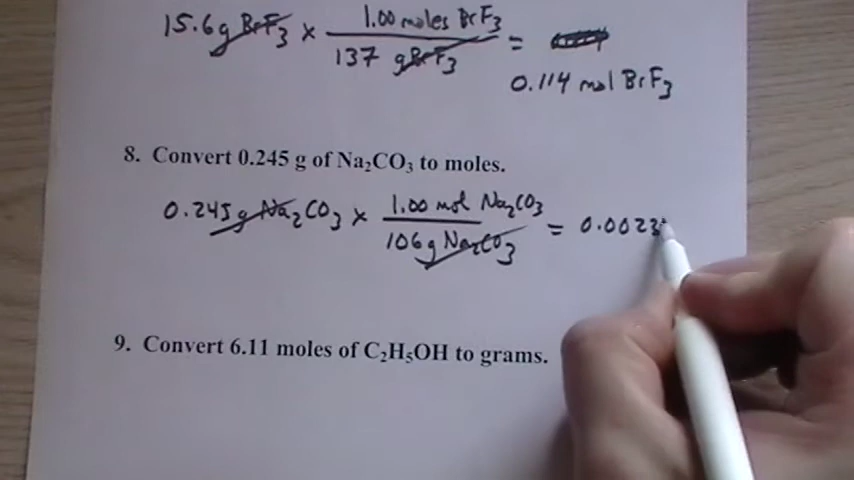 15.6g BrF₃ × 1.00 moles BrF₃ / 137 gBrF₃ =
0.114 mol BrF₃
8. Convert 0.245 g of Na₂CO₃ to moles.
0.245g Na₂CO₃ × 1.00 mol Na₂CO₃ / 106g Na₂CO₃ = 0.0023
9. Convert 6.11 moles of C₂H₅OH to grams.